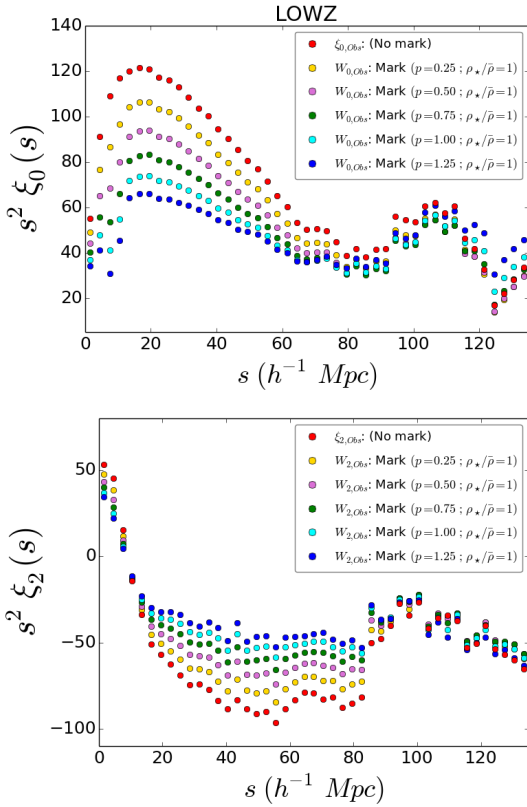 LOWZ
ξ₀,Obs: (No mark)
W₀,Obs: Mark (p=0.25 ; ρ⋆/ρ̄=1)
W₀,Obs: Mark (p=0.50 ; ρ⋆/ρ̄=1)
W₀,Obs: Mark (p=0.75 ; ρ⋆/ρ̄=1)
W₀,Obs: Mark (p=1.00 ; ρ⋆/ρ̄=1)
W₀,Obs: Mark (p=1.25 ; ρ⋆/ρ̄=1)
140
120
100
80
60
40
20
s² ξ₀(s)
0 20 40 60 80 100 120
s (h⁻¹ Mpc)
ξ₂,Obs: (No mark)
W₂,Obs: Mark (p=0.25 ; ρ⋆/ρ̄=1)
W₂,Obs: Mark (p=0.50 ; ρ⋆/ρ̄=1)
W₂,Obs: Mark (p=0.75 ; ρ⋆/ρ̄=1)
W₂,Obs: Mark (p=1.00 ; ρ⋆/ρ̄=1)
W₂,Obs: Mark (p=1.25 ; ρ⋆/ρ̄=1)
50
0
−50
−100
s² ξ₂(s)
0 20 40 60 80 100 120
s (h⁻¹ Mpc)